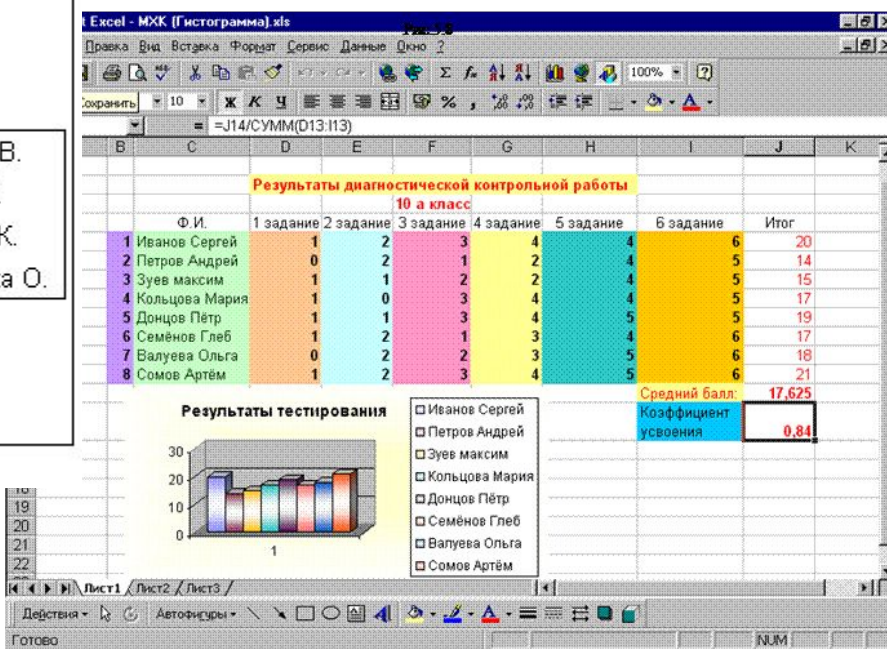 t Excel - МХК (Гистограмма).xls
Рис. 5.8
Правка Вид Вставка Формат Сервис Данные Окно ?
100%
Сохранить 10 Ж К Ч
= =J14/СУММ(D13:I13)
B C D E F G H I J K
Результаты диагностической контрольной работы
10 а класс
Ф.И. 1 задание 2 задание 3 задание 4 задание 5 задание 6 задание Итог
1 Иванов Сергей 1 2 3 4 4 6 20
2 Петров Андрей 0 2 1 2 4 5 14
3 Зуев максим 1 1 2 2 4 5 15
4 Кольцова Мария 1 0 3 4 4 5 17
5 Донцов Пётр 1 1 3 4 5 5 19
6 Семёнов Глеб 1 2 1 3 4 6 17
7 Валуева Ольга 0 2 2 3 5 6 18
8 Сомов Артём 1 2 3 4 5 6 21
Средний балл: 17,625
Коэффициент
усвоения 0,84
В.
К.
а О.
Результаты тестирования
30
20
10
0
1
Иванов Сергей
Петров Андрей
Зуев максим
Кольцова Мария
Донцов Пётр
Семёнов Глеб
Валуева Ольга
Сомов Артём
19
20
21
22
Лист1 Лист2 Лист3
Действия Автофигуры
Готово NUM